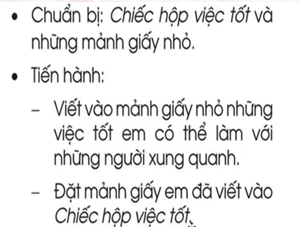 • Chuẩn bị: Chiếc hộp việc tốt và
những mảnh giấy nhỏ.
• Tiến hành:
– Viết vào mảnh giấy nhỏ những
việc tốt em có thể làm với
những người xung quanh.
– Đặt mảnh giấy em đã viết vào
Chiếc hộp việc tốt.